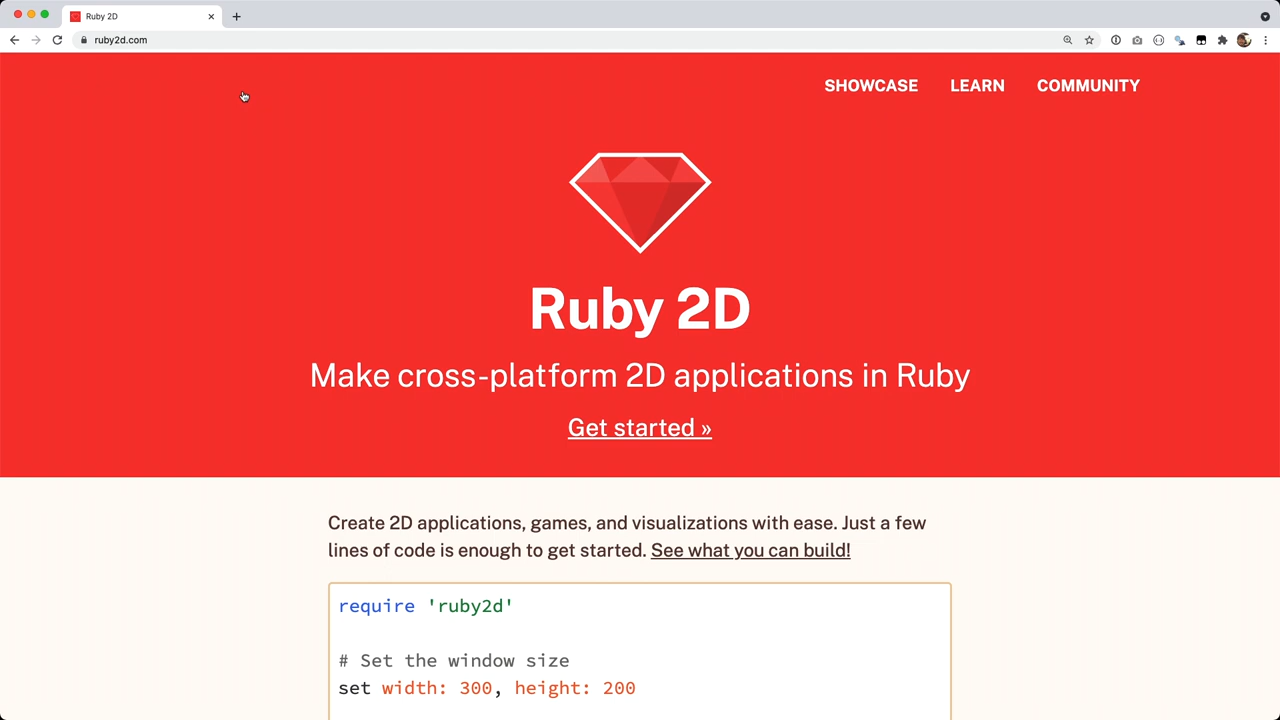 Ruby 2D
ruby2d.com
SHOWCASE LEARN COMMUNITY
Ruby 2D
Make cross-platform 2D applications in Ruby
Get started »
Create 2D applications, games, and visualizations with ease. Just a few
lines of code is enough to get started. See what you can build!
require 'ruby2d'
# Set the window size
set width: 300, height: 200